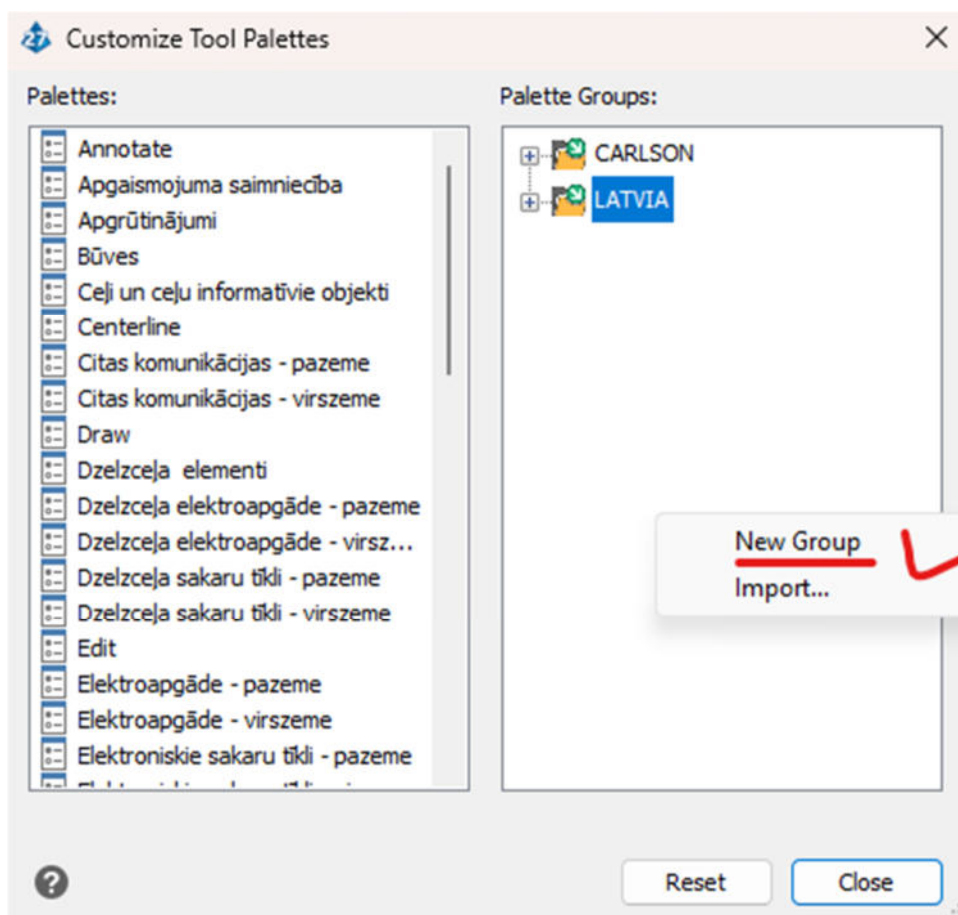 27 Customize Tool Palettes
Palettes:
Annotate
Apgaismojuma saimniecība
Apgrūtinājumi
Būves
Ceļi un ceļu informatīvie objekti
Centerline
Citas komunikācijas - pazeme
Citas komunikācijas - virszeme
Draw
Dzelzceļa elementi
Dzelzceļa elektroapgāde - pazeme
Dzelzceļa elektroapgāde - virsz...
Dzelzceļa sakaru tīkli - pazeme
Dzelzceļa sakaru tīkli - virszeme
Edit
Elektroapgāde - pazeme
Elektroapgāde - virszeme
Elektroniskie sakaru tīkli - pazeme
Palette Groups:
CARLSON
LATVIA
New Group
Import...
?
Reset
Close